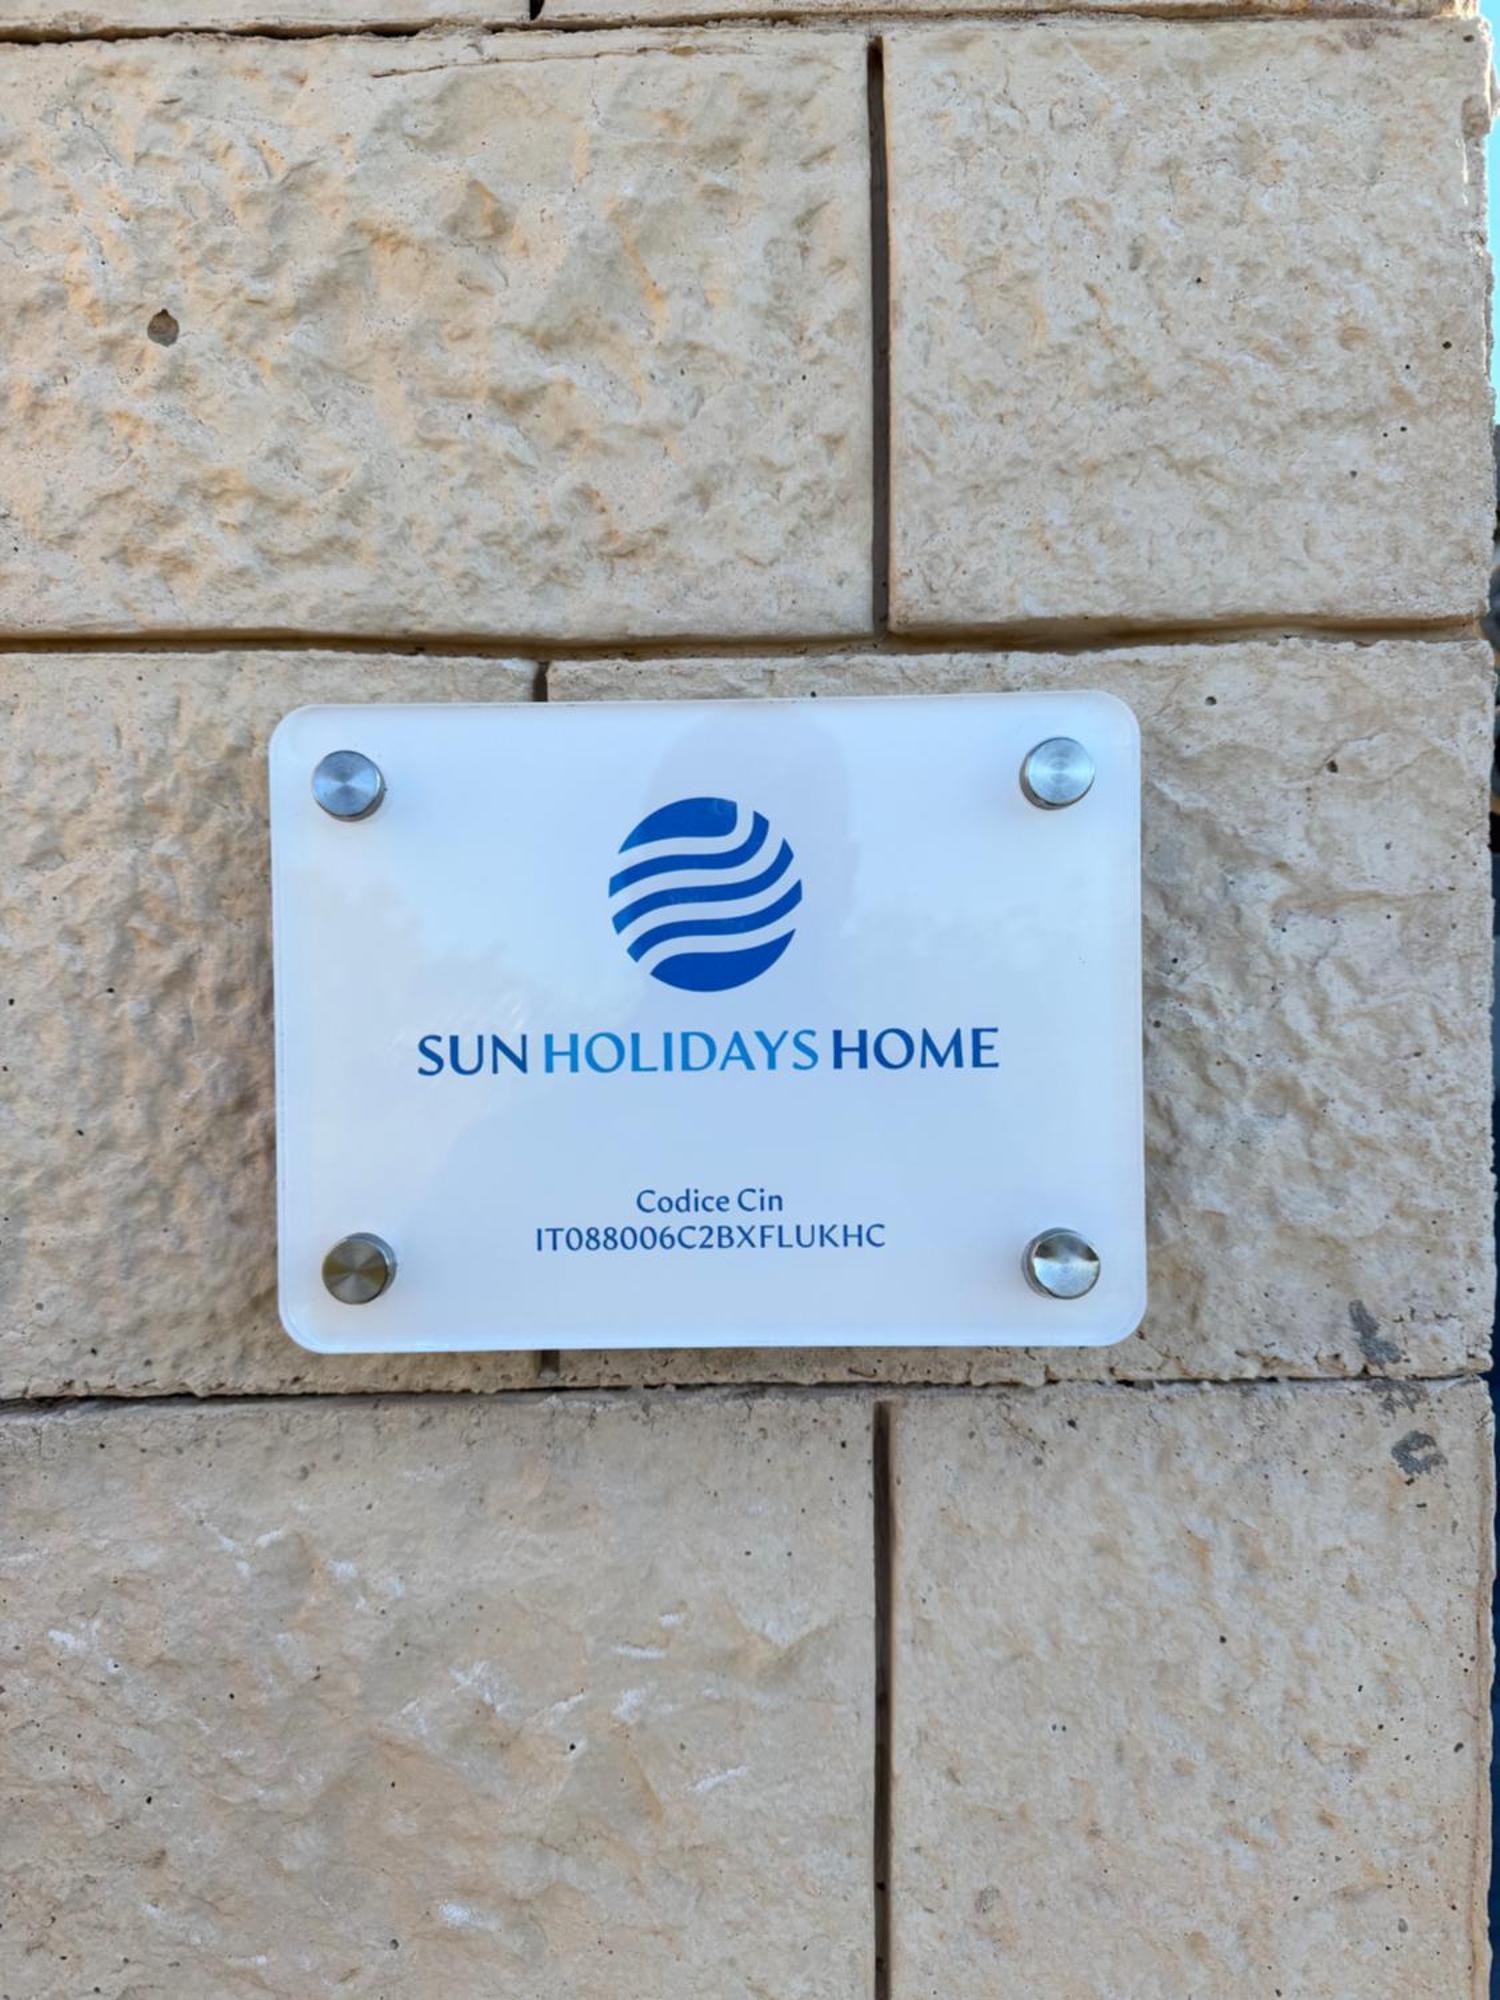 SUN HOLIDAYS HOME
Codice Cin
IT088006C2BXFLUKHC